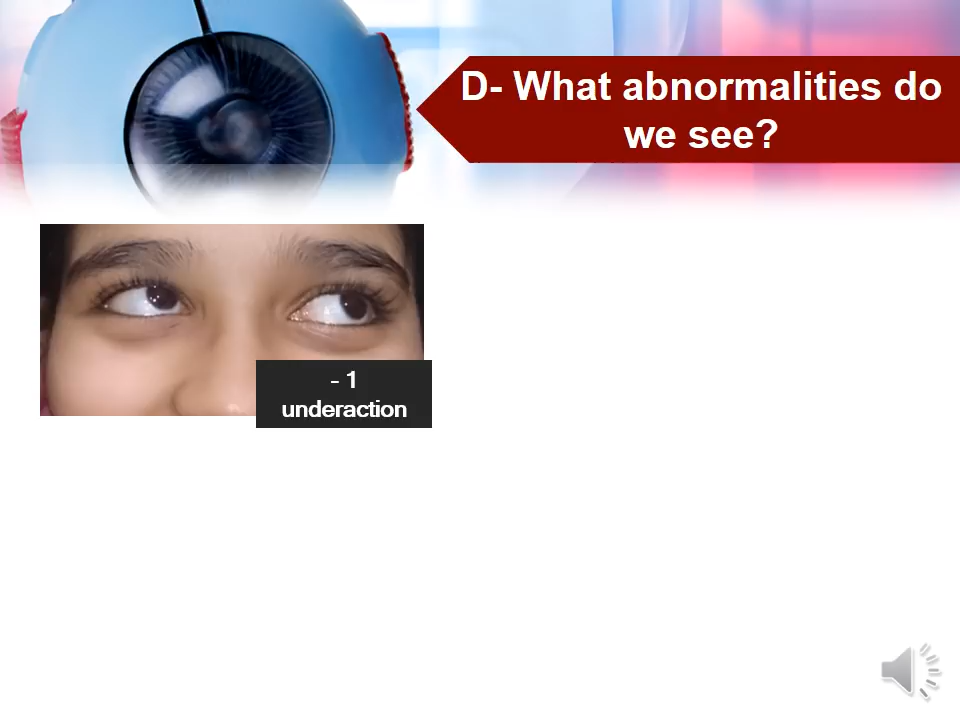 D- What abnormalities do
we see?
- 1
underaction